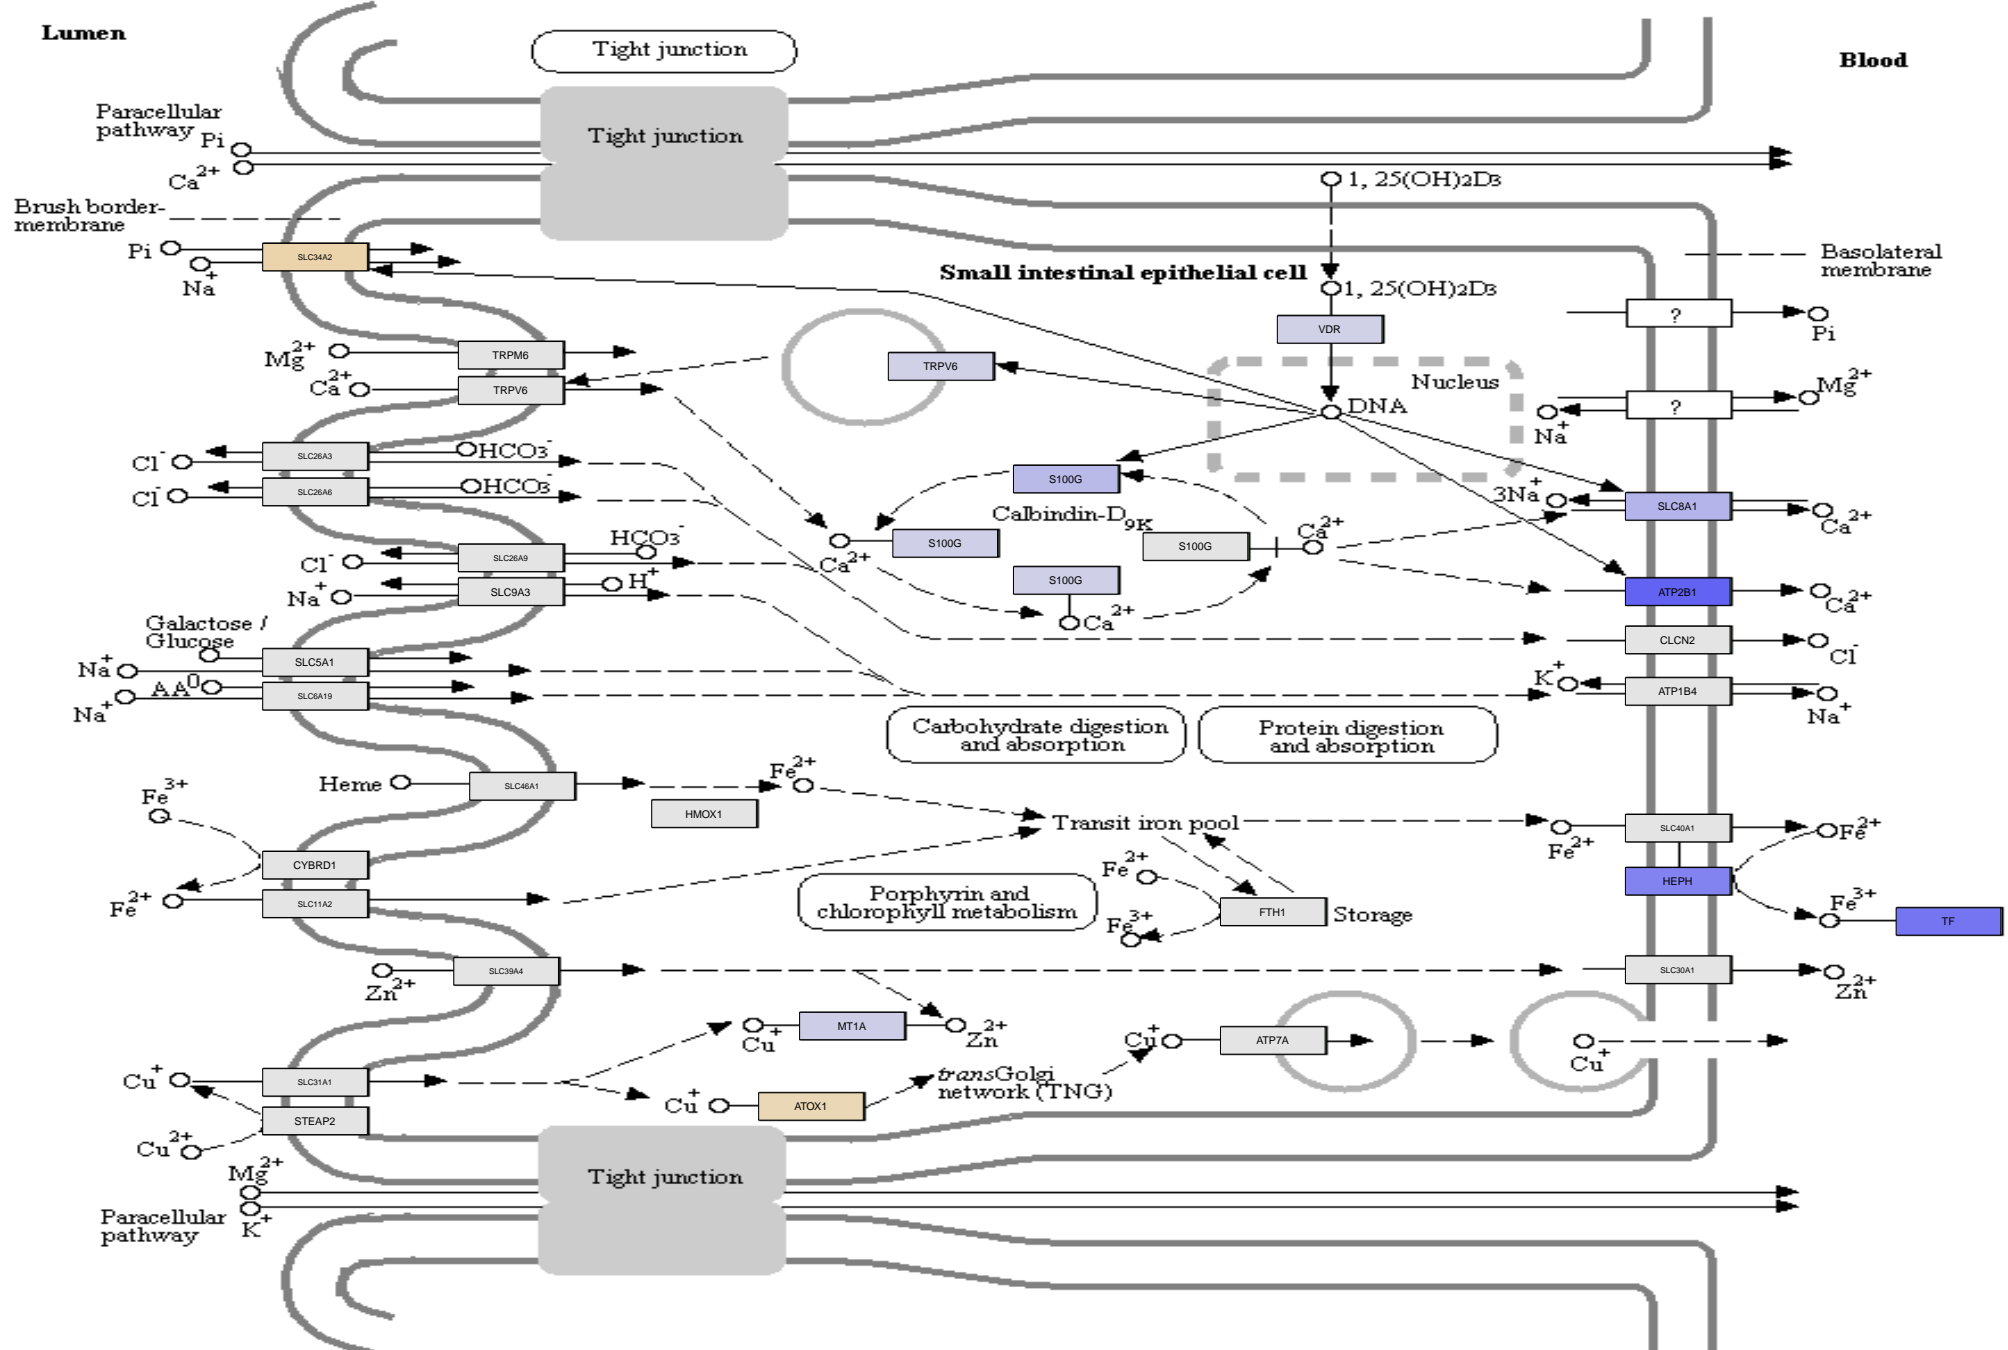 Lumen
Tight junction
Blood
Paracellular
pathway
Pi
Ca2+
Tight junction
1, 25(OH)2D3
Brush border-
membrane
Pi
Na+
SLC34A2
Small intestinal epithelial cell
1, 25(OH)2D3
VDR
Basolateral
membrane
?
Pi
Mg2+
TRPM6
Ca2+
TRPV6
TRPV6
Nucleus
DNA
Mg2+
?
Na+
Cl-
SLC26A3
HCO3-
Cl-
SLC26A6
HCO3-
S100G
Calbindin-D9K
S100G
Ca2+
S100G
Ca2+
S100G
Ca2+
3Na+
SLC8A1
Ca2+
HCO3-
Cl-
SLC26A9
Na+
SLC9A3
H+
ATP2B1
Ca2+
CLCN2
Cl-
Galactose /
Glucose
Na+
SLC5A1
AA0
Na+
SLC6A19
K+
ATP1B4
Na+
Carbohydrate digestion
and absorption
Protein digestion
and absorption
Heme
SLC46A1
Fe2+
HMOX1
Fe3+
CYBRD1
Fe2+
SLC11A2
Transit iron pool
Fe2+
SLC40A1
Fe2+
HEPH
Fe3+
TF
Porphyrin and
chlorophyll metabolism
Fe2+
Fe3+
FTH1
Storage
Zn2+
SLC39A4
SLC30A1
Zn2+
Cu+
MT1A
Zn2+
Cu+
ATP7A
Cu+
Cu+
SLC31A1
Cu+
ATOX1
transGolgi
network (TNG)
STEAP2
Cu2+
Mg2+
Tight junction
Paracellular
pathway
K+